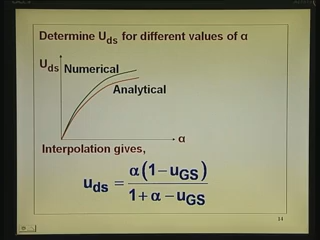 Determine Uds for different values of α
Uds
Numerical
Analytical
α
Interpolation gives,
uds = α(1−uGS) / 1+α−uGS
14